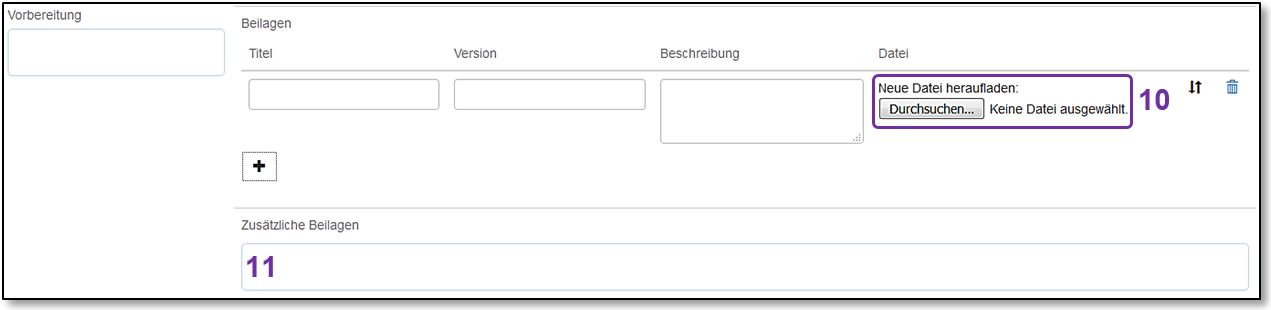 Vorbereitung
Beilagen
Titel Version Beschreibung Datei
Neue Datei heraufladen:
Durchsuchen... Keine Datei ausgewählt.
10
+
Zusätzliche Beilagen
11